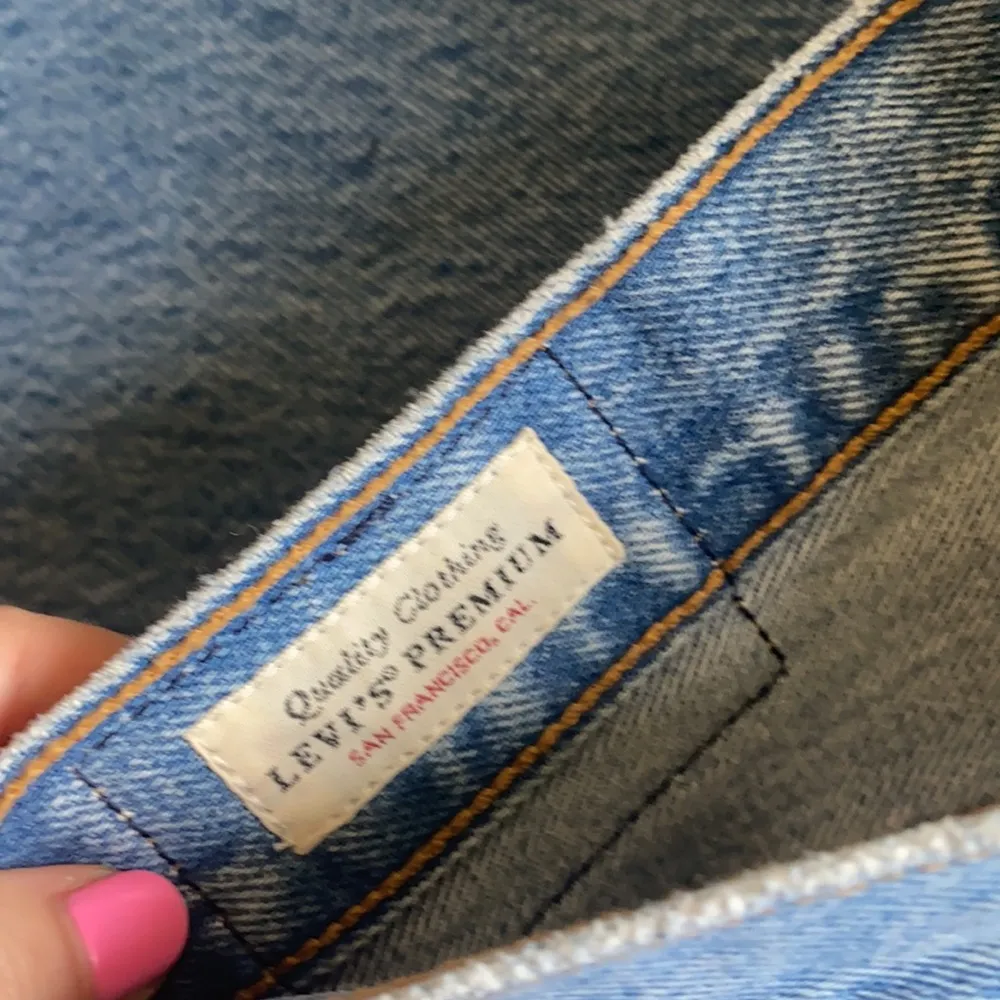 Quality Clothing
LEVI'S® PREMIUM
SAN FRANCISCO, CAL.